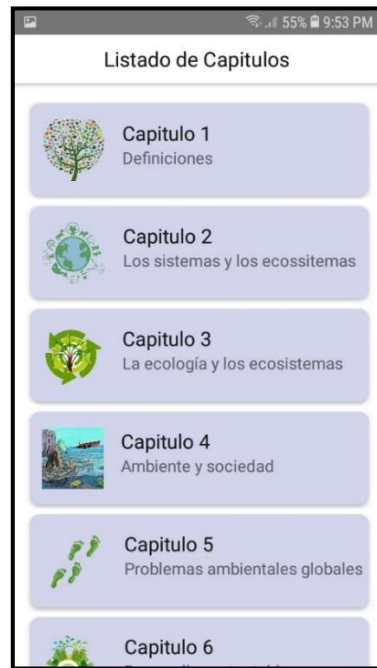 55% 9:53 PM
Listado de Capitulos
Capitulo 1
Definiciones
Capitulo 2
Los sistemas y los ecossitemas
Capitulo 3
La ecología y los ecosistemas
Capitulo 4
Ambiente y sociedad
Capitulo 5
Problemas ambientales globales
Capitulo 6